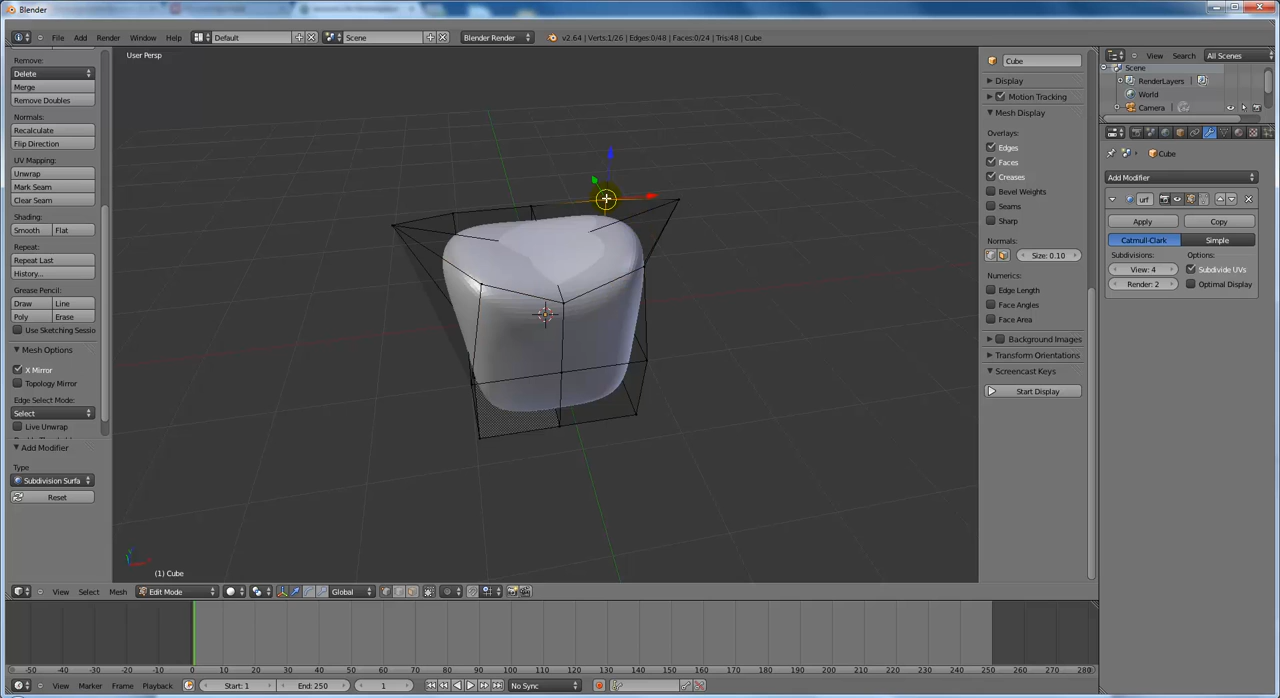 Blender
File Add Render Window Help Default Scene Blender Render v2.64 | Verts:1/26 | Edges:0/48 | Faces:0/24 | Tris:48 | Cube
Remove:
Delete
Merge
Remove Doubles
Normals:
Recalculate
Flip Direction
UV Mapping:
Unwrap
Mark Seam
Clear Seam
Shading:
Smooth Flat
Repeat:
Repeat Last
History...
Grease Pencil:
Draw Line
Poly Erase
Use Sketching Sessio
Mesh Options
X Mirror
Topology Mirror
Edge Select Mode:
Select
Live Unwrap
Add Modifier
Type
Subdivision Surfa
Reset
User Persp
(1) Cube
View Select Mesh Edit Mode Global
Cube
Display
Motion Tracking
Mesh Display
Overlays:
Edges
Faces
Creases
Bevel Weights
Seams
Sharp
Normals:
Size: 0.10
Numerics:
Edge Length
Face Angles
Face Area
Background Images
Transform Orientations
Screencast Keys
Start Display
View Search All Scenes
Scene
RenderLayers
World
Camera
Cube
Add Modifier
urf
Apply Copy
Catmull-Clark Simple
Subdivisions: Options:
View: 4 Subdivide UVs
Render: 2 Optimal Display
-50 -40 -30 -20 -10 0 10 20 30 40 50 60 70 80 90 100 110 120 130 140 150 160 170 180 190 200 210 220 230 240 250 260 270 280
View Marker Frame Playback Start: 1 End: 250 1 No Sync